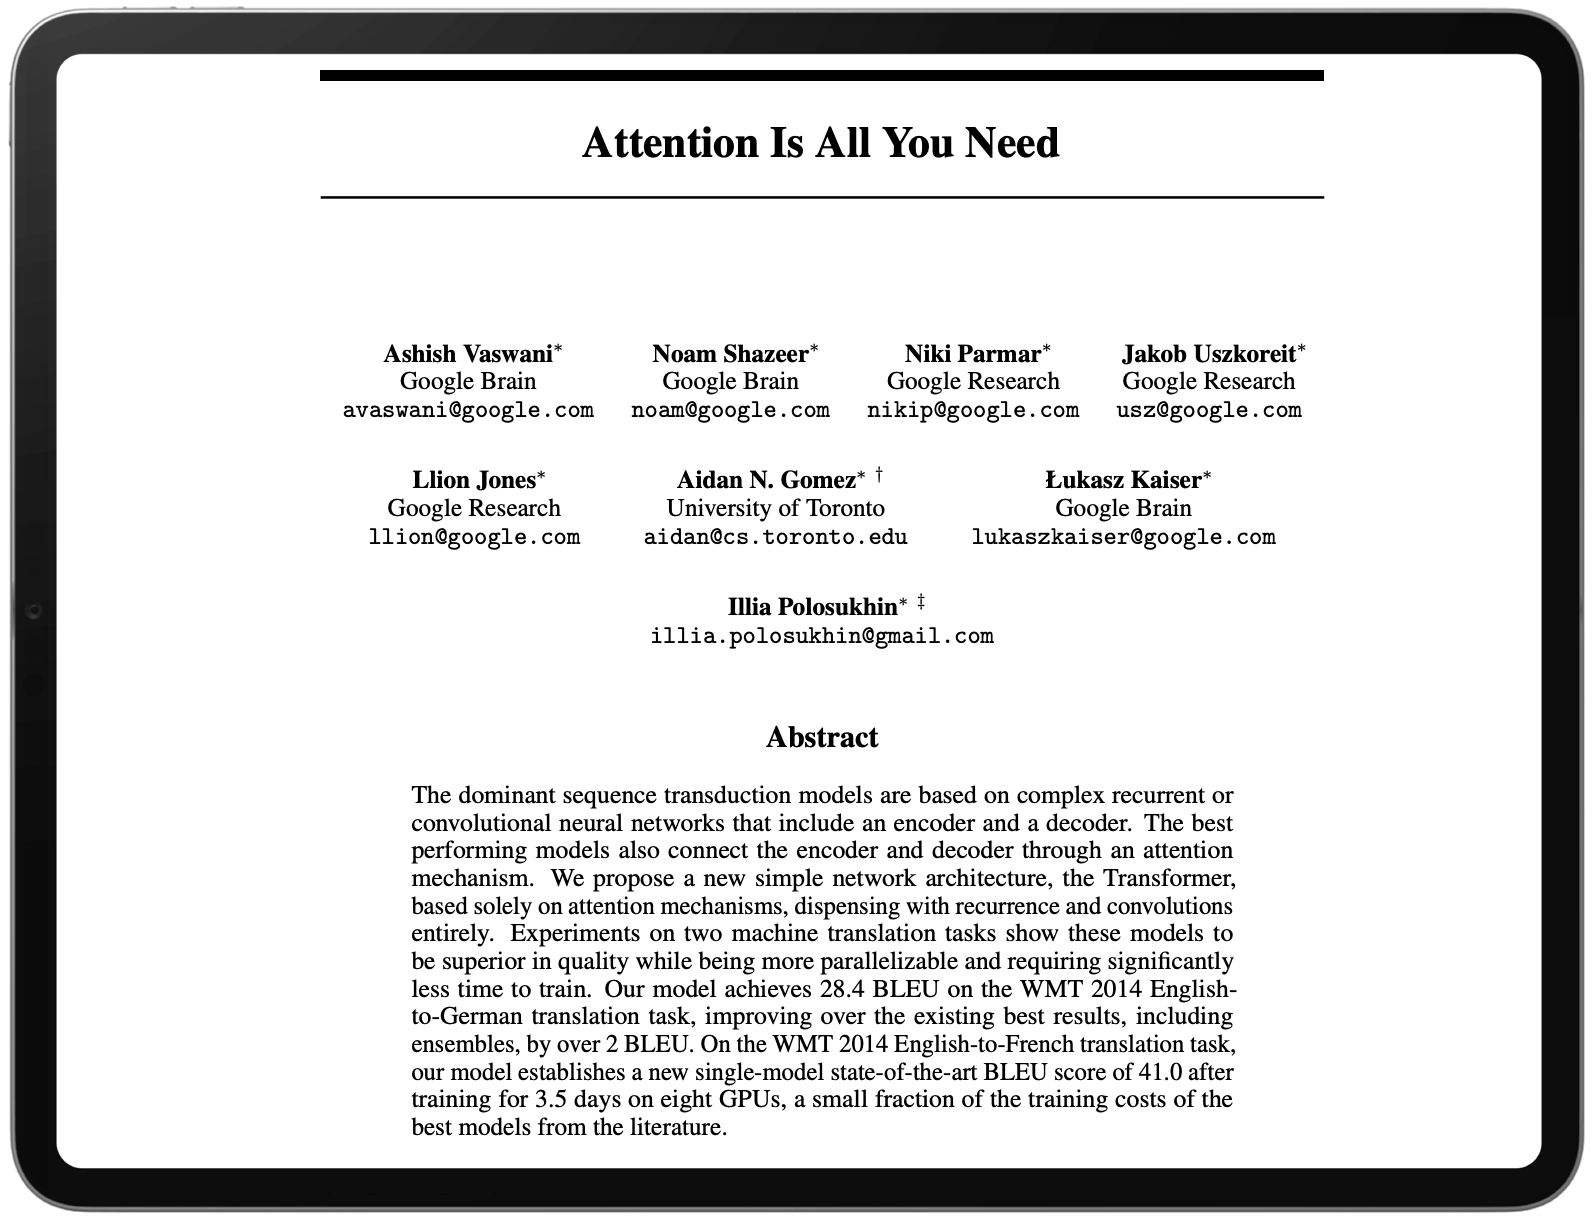 Attention Is All You Need
Ashish Vaswani* Noam Shazeer* Niki Parmar* Jakob Uszkoreit*
Google Brain Google Brain Google Research Google Research
avaswani@google.com noam@google.com nikip@google.com usz@google.com
Llion Jones* Aidan N. Gomez* † Łukasz Kaiser*
Google Research University of Toronto Google Brain
llion@google.com aidan@cs.toronto.edu lukaszkaiser@google.com
Illia Polosukhin* ‡
illia.polosukhin@gmail.com
Abstract
The dominant sequence transduction models are based on complex recurrent or
convolutional neural networks that include an encoder and a decoder. The best
performing models also connect the encoder and decoder through an attention
mechanism. We propose a new simple network architecture, the Transformer,
based solely on attention mechanisms, dispensing with recurrence and convolutions
entirely. Experiments on two machine translation tasks show these models to
be superior in quality while being more parallelizable and requiring significantly
less time to train. Our model achieves 28.4 BLEU on the WMT 2014 English-
to-German translation task, improving over the existing best results, including
ensembles, by over 2 BLEU. On the WMT 2014 English-to-French translation task,
our model establishes a new single-model state-of-the-art BLEU score of 41.0 after
training for 3.5 days on eight GPUs, a small fraction of the training costs of the
best models from the literature.